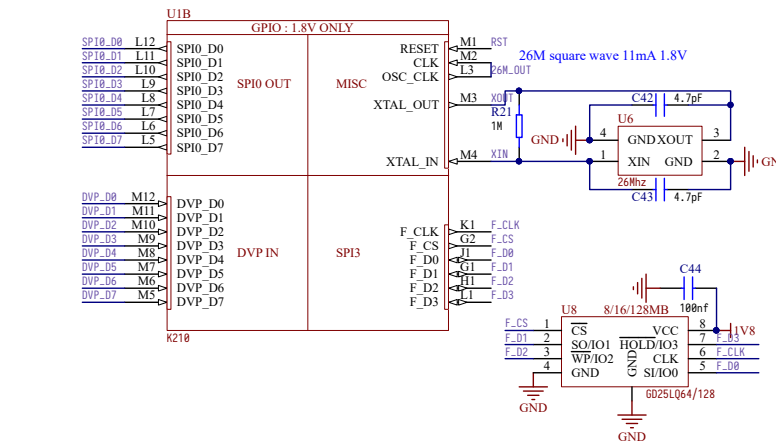 U1B
GPIO : 1.8V ONLY
SPI0_D0 L12 SPI0_D0
SPI0_D1 L11 SPI0_D1
SPI0_D2 L10 SPI0_D2
SPI0_D3 L9 SPI0_D3
SPI0_D4 L8 SPI0_D4
SPI0_D5 L7 SPI0_D5
SPI0_D6 L6 SPI0_D6
SPI0_D7 L5 SPI0_D7
SPI0 OUT
MISC
RESET M1 RST
CLK M2
OSC_CLK L3 26M_OUT
XTAL_OUT M3 XOUT
XTAL_IN M4 XIN
26M square wave 11mA 1.8V
R21
1M
C42 4.7pF
U6
GND 4 GND XOUT 3
1 XIN GND 2 GN
26Mhz
C43 4.7pF
DVP_D0 M12 DVP_D0
DVP_D1 M11 DVP_D1
DVP_D2 M10 DVP_D2
DVP_D3 M9 DVP_D3
DVP_D4 M8 DVP_D4
DVP_D5 M7 DVP_D5
DVP_D6 M6 DVP_D6
DVP_D7 M5 DVP_D7
DVP IN
SPI3
F_CLK K1 F_CLK
F_CS G2 F_CS
F_D0 J1 F_D0
F_D1 G1 F_D1
F_D2 H1 F_D2
F_D3 L1 F_D3
K210
C44
100nf
U8 8/16/128MB
F_CS 1 CS VCC 8 1V8
F_D1 2 SO/IO1 HOLD/IO3 7 F_D3
F_D2 3 WP/IO2 CLK 6 F_CLK
4 GND SI/IO0 5 F_D0
GND
GD25LQ64/128
GND
GND